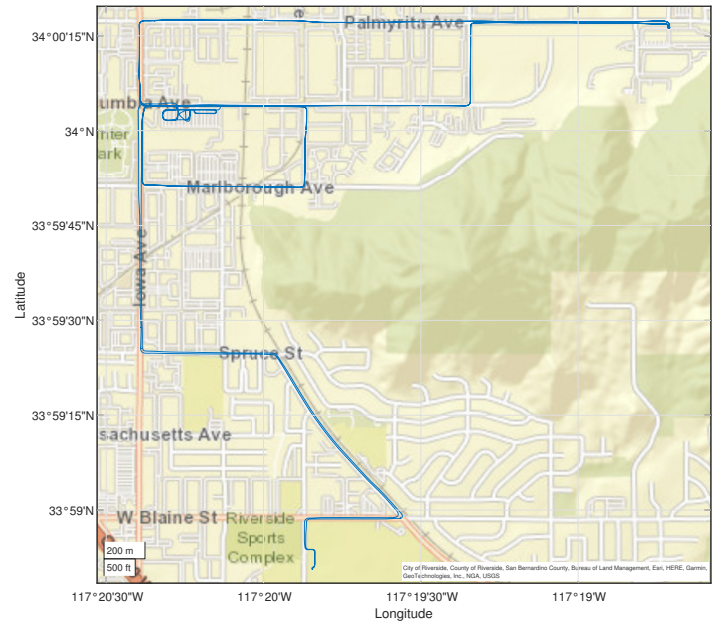 Palmyrita Ave
34°00'15"N
umbia Ave
34°N
nter
ark
Marlborough Ave
33°59'45"N
Iowa Ave
Latitude
33°59'30"N
Spruce St
33°59'15"N
sachusetts Ave
33°59'N
W Blaine St
Riverside
Sports
Complex
200 m
500 ft
City of Riverside, County of Riverside, San Bernardino County, Bureau of Land Management, Esri, HERE, Garmin,
GeoTechnologies, Inc., NGA, USGS
117°20'30"W 117°20'W 117°19'30"W 117°19'W
Longitude